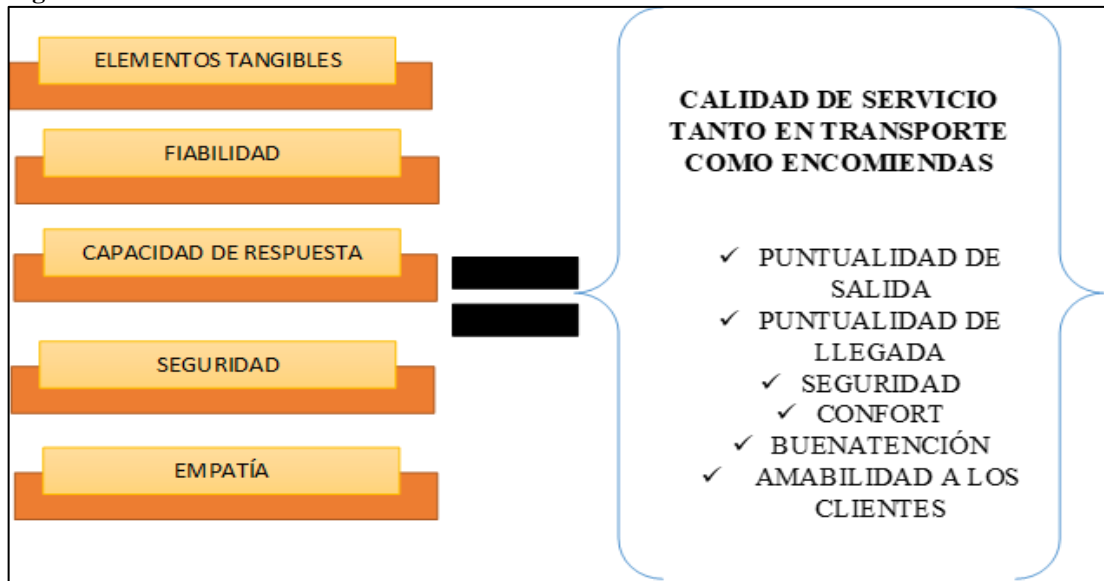 ELEMENTOS TANGIBLES
FIABILIDAD
CAPACIDAD DE RESPUESTA
SEGURIDAD
EMPATÍA
CALIDAD DE SERVICIO
TANTO EN TRANSPORTE
COMO ENCOMIENDAS
✓ PUNTUALIDAD DE
SALIDA
✓ PUNTUALIDAD DE
LLEGADA
✓ SEGURIDAD
✓ CONFORT
✓ BUENATENCIÓN
✓ AMABILIDAD A LOS
CLIENTES